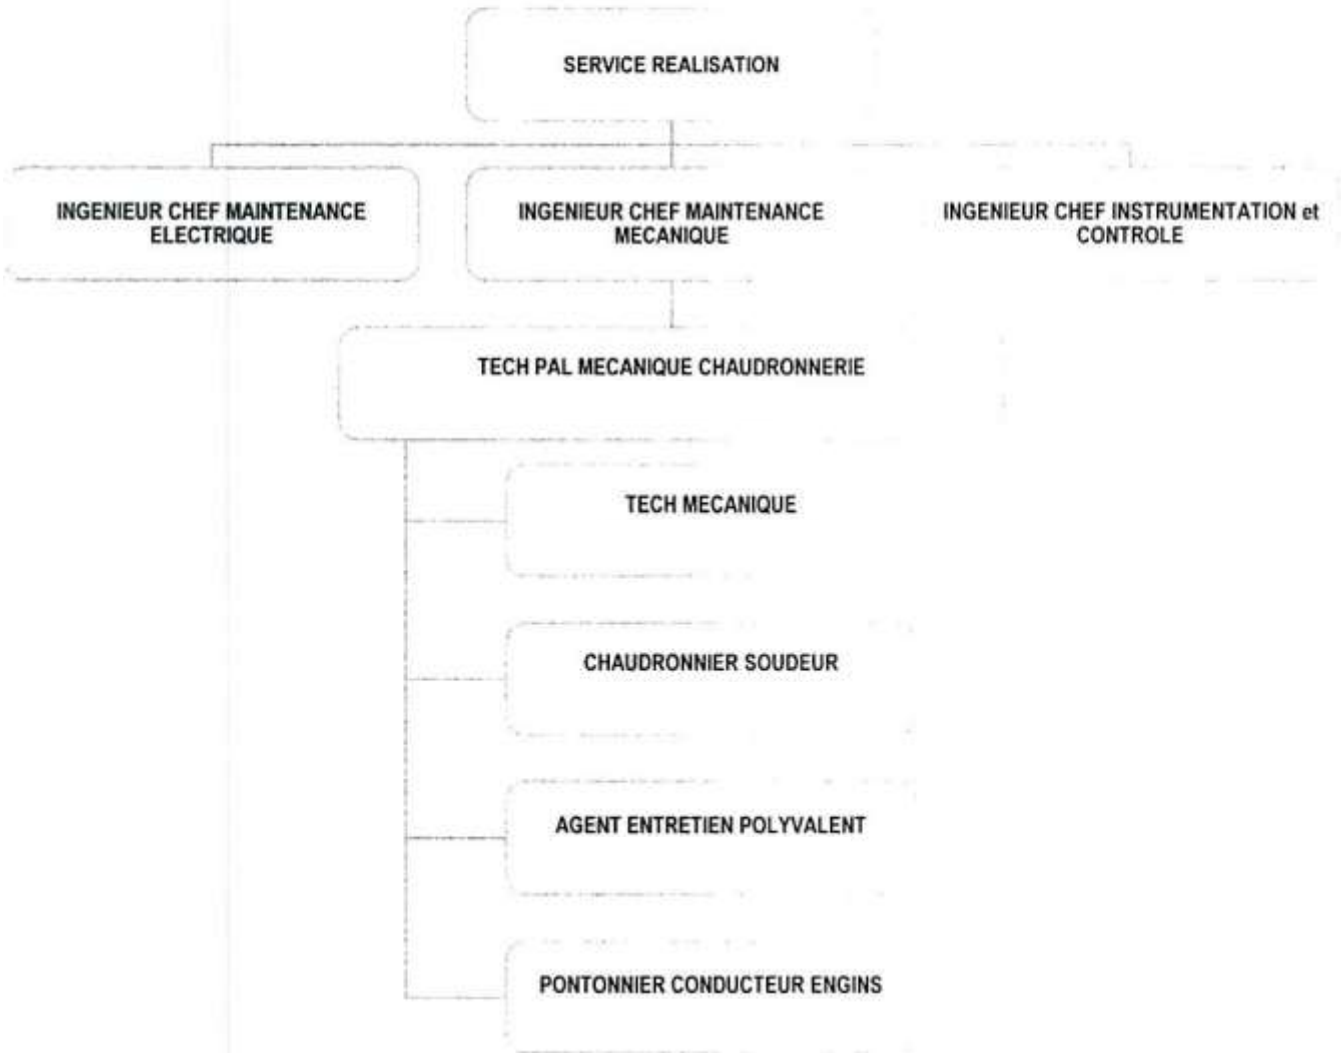 SERVICE REALISATION
INGENIEUR CHEF MAINTENANCE
ELECTRIQUE
INGENIEUR CHEF MAINTENANCE
MECANIQUE
INGENIEUR CHEF INSTRUMENTATION et
CONTROLE
TECH PAL MECANIQUE CHAUDRONNERIE
TECH MECANIQUE
CHAUDRONNIER SOUDEUR
AGENT ENTRETIEN POLYVALENT
PONTONNIER CONDUCTEUR ENGINS